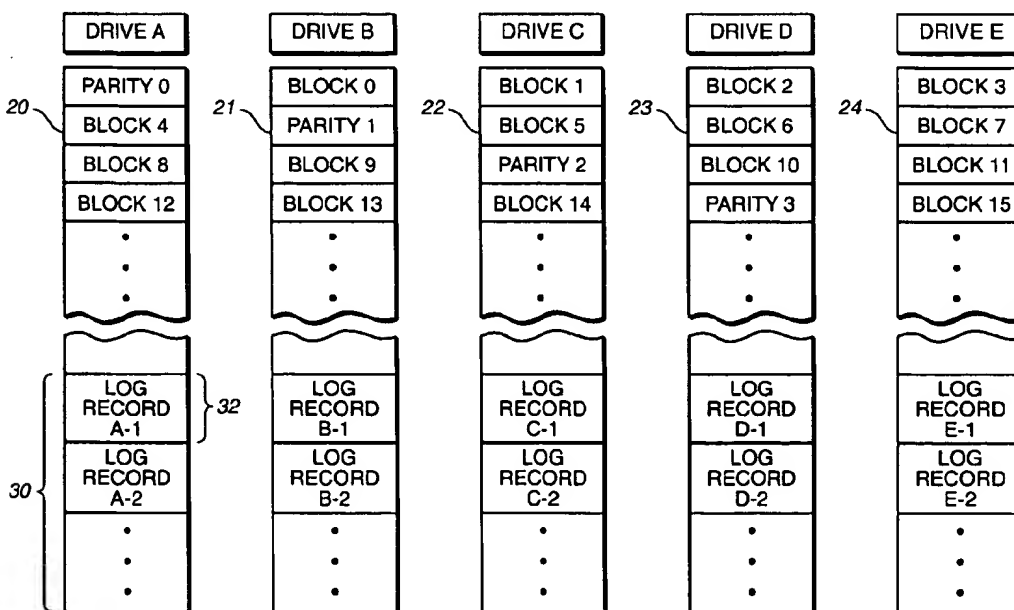 DRIVE A DRIVE B DRIVE C DRIVE D DRIVE E
PARITY 0 BLOCK 0 BLOCK 1 BLOCK 2 BLOCK 3
20 21 22 23 24
BLOCK 4 PARITY 1 BLOCK 5 BLOCK 6 BLOCK 7
BLOCK 8 BLOCK 9 PARITY 2 BLOCK 10 BLOCK 11
BLOCK 12 BLOCK 13 BLOCK 14 PARITY 3 BLOCK 15
LOG LOG LOG LOG LOG
RECORD 32 RECORD RECORD RECORD RECORD
A-1 B-1 C-1 D-1 E-1
LOG LOG LOG LOG LOG
30 RECORD RECORD RECORD RECORD RECORD
A-2 B-2 C-2 D-2 E-2